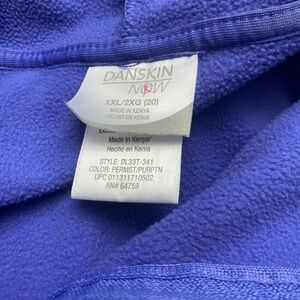 DANSKIN
NOW
XXL/2XG (20)
MADE IN KENYA
HECHO EN KENIA
Made in Kenya/
Hecho en Kenia
STYLE: DL33T-341
COLOR: PERMST/PURPTN
UPC 011311710502
RN# 64759